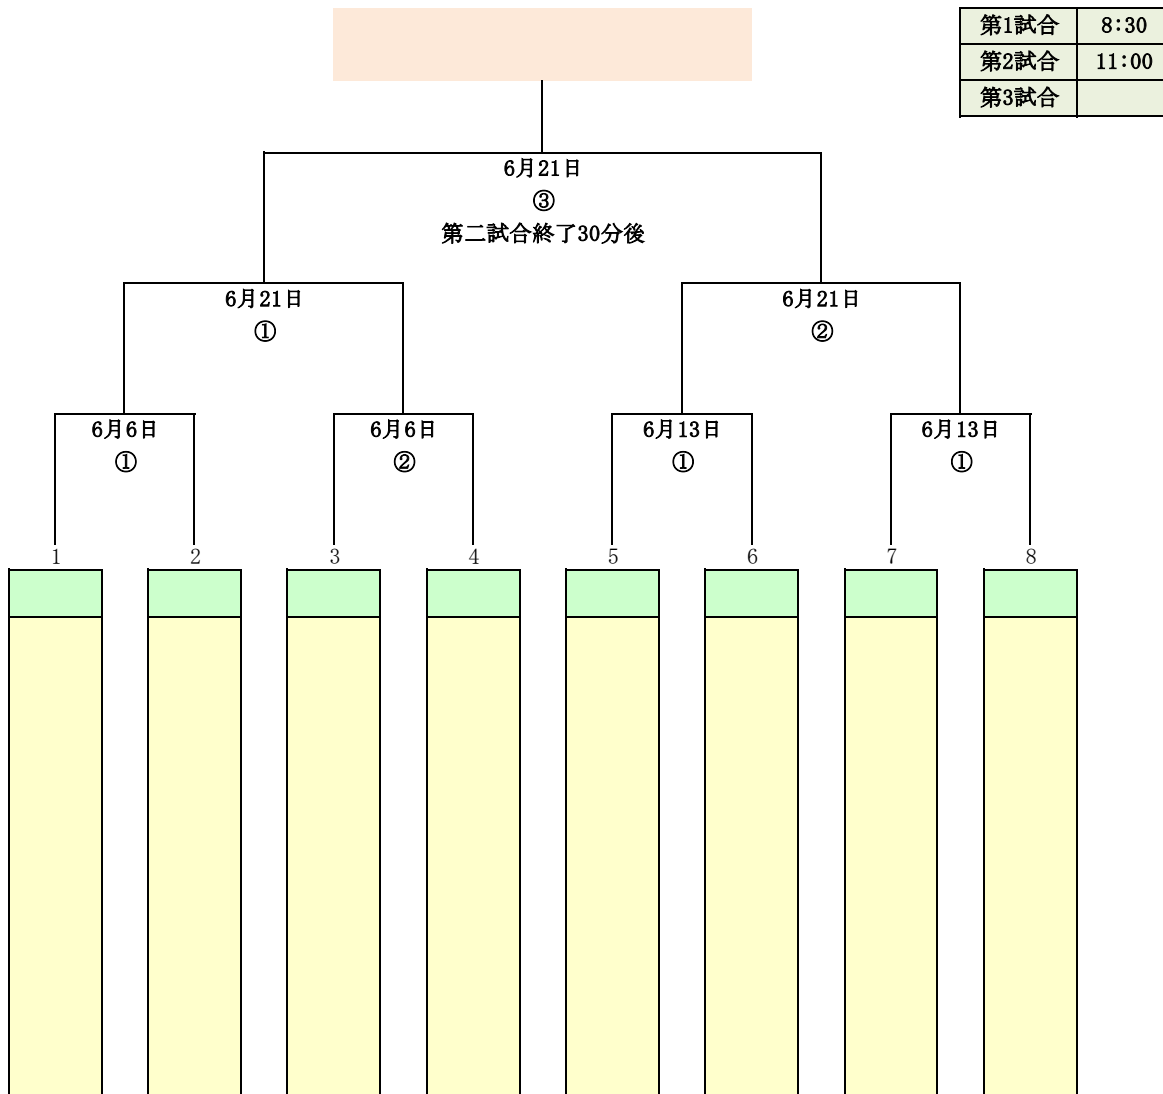 第1試合 8:30
第2試合 11:00
第3試合
6月21日
③
第二試合終了30分後
6月21日 6月21日
① ②
6月6日 6月6日 6月13日 6月13日
① ② ① ①
1 2 3 4 5 6 7 8